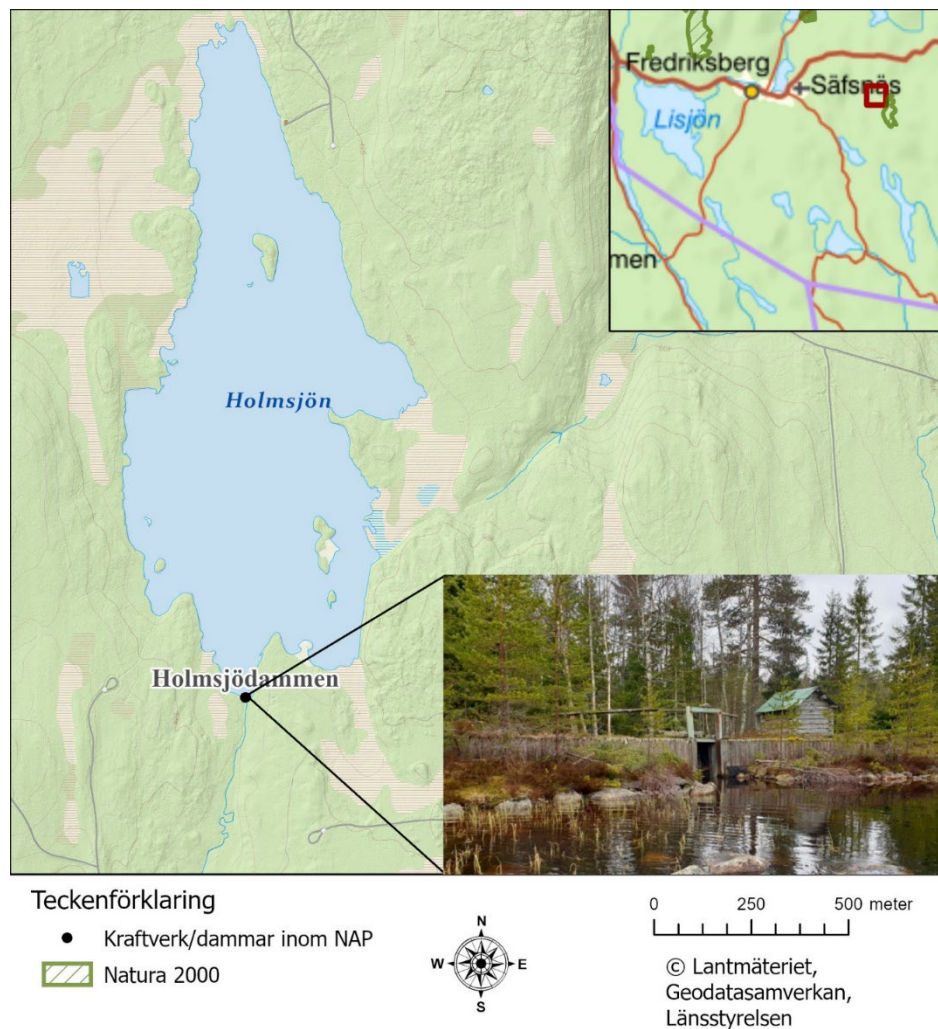 Fredriksberg
Säfsnäs
Lisjön
men
Holmsjön
Holmsjödammen
Teckenförklaring
Kraftverk/dammar inom NAP
Natura 2000
N
W E
S
0 250 500 meter
© Lantmäteriet,
Geodatasamverkan,
Länsstyrelsen